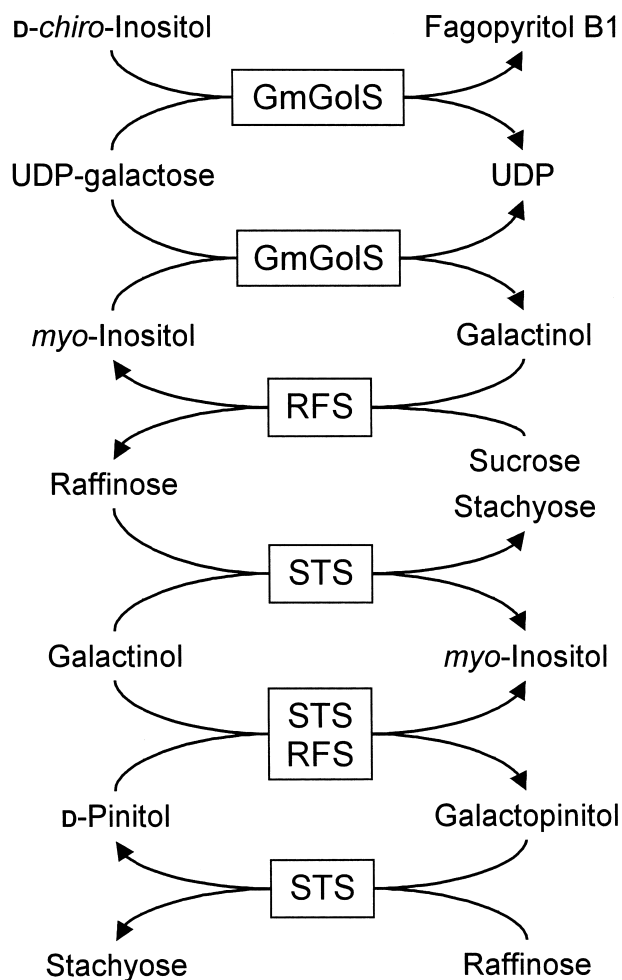 D-chiro-Inositol
Fagopyritol B1
GmGolS
UDP-galactose
UDP
GmGolS
myo-Inositol
Galactinol
RFS
Sucrose
Raffinose
Stachyose
STS
Galactinol
myo-Inositol
STS
RFS
D-Pinitol
Galactopinitol
STS
Stachyose
Raffinose